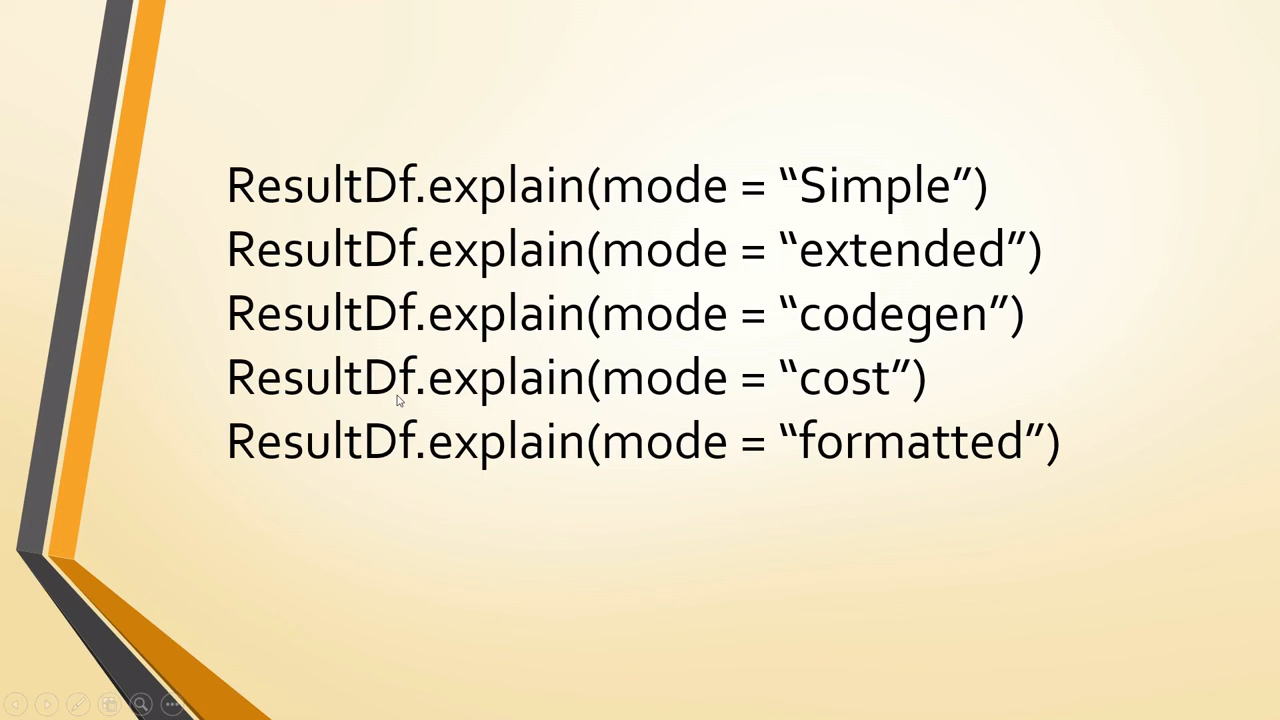 ResultDf.explain(mode = “Simple”)
ResultDf.explain(mode = “extended”)
ResultDf.explain(mode = “codegen”)
ResultDf.explain(mode = “cost”)
ResultDf.explain(mode = “formatted”)